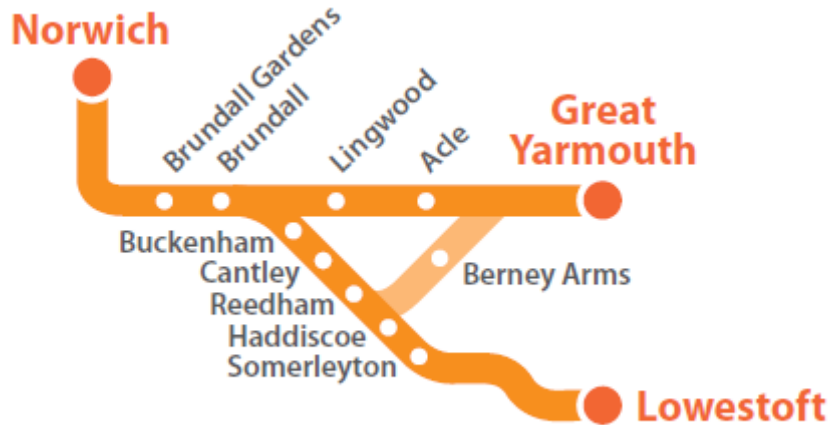 Norwich
Brundall Gardens
Brundall
Lingwood
Acle
Great
Yarmouth
Buckenham
Cantley
Reedham
Haddiscoe
Somerleyton
Berney Arms
Lowestoft